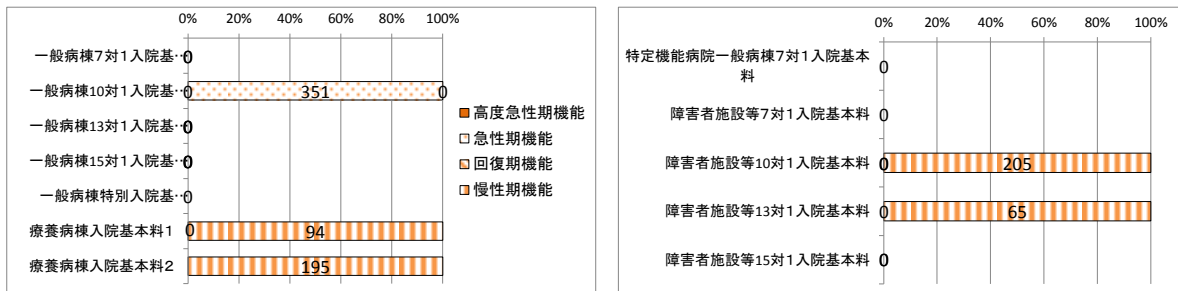 0% 20% 40% 60% 80% 100%
一般病棟7対1入院基… 0
一般病棟10対1入院基… 0 351 0
一般病棟13対1入院基… 0
一般病棟15対1入院基… 0
一般病棟特別入院基… 0
療養病棟入院基本料1 0 94
療養病棟入院基本料2 195
高度急性期機能
急性期機能
回復期機能
慢性期機能
0% 20% 40% 60% 80% 100%
特定機能病院一般病棟7対1入院基本
料 0
障害者施設等7対1入院基本料 0
障害者施設等10対1入院基本料 0 205
障害者施設等13対1入院基本料 0 65
障害者施設等15対1入院基本料 0